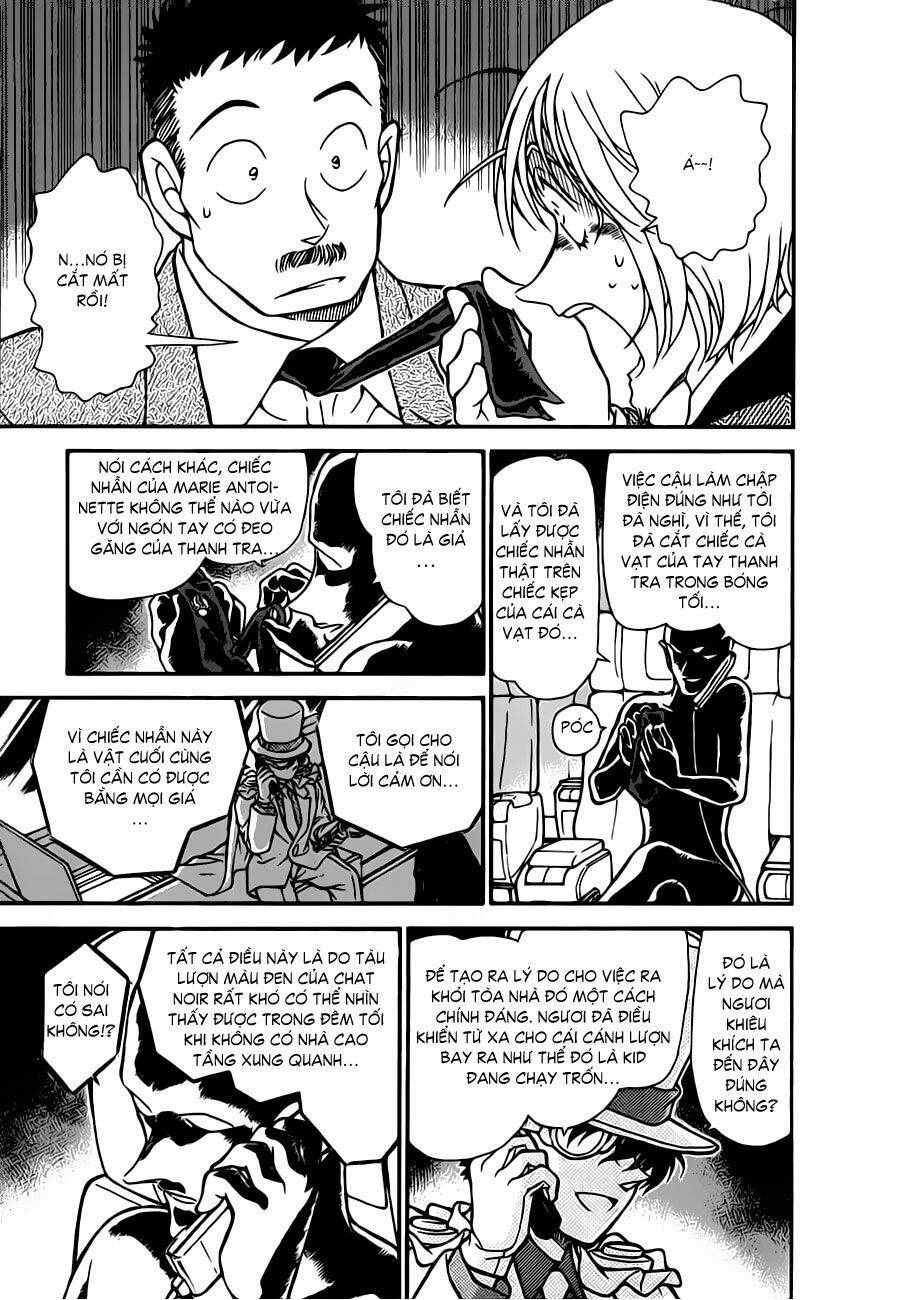 Á~~!
N...NÓ BỊ
CẮT MẤT
RỒI!
VIỆC CẬU LÀM CHẬP
ĐIỆN ĐÚNG NHƯ TÔI
ĐÃ NGHĨ, VÌ THẾ, TÔI
ĐÃ CẮT CHIẾC CÀ
VẠT CỦA TAY THANH
TRA TRONG BÓNG
TỐI...
VÀ TÔI ĐÃ
LẤY ĐƯỢC
CHIẾC NHẪN
THẬT TRÊN
CHIẾC KẸP
CỦA CÁI CÀ
VẠT ĐÓ...
PÓC
TÔI ĐÃ BIẾT
CHIẾC NHẪN
ĐÓ LÀ GIẢ
...
NÓI CÁCH KHÁC, CHIẾC
NHẪN CỦA MARIE ANTOI-
NETTE KHÔNG THỂ NÀO VỪA
VỚI NGÓN TAY CÓ ĐEO
GĂNG CỦA THANH TRA...
TÔI GỌI CHO
CẬU LÀ ĐỂ NÓI
LỜI CÁM ƠN...
VÌ CHIẾC NHẪN NÀY
LÀ VẬT CUỐI CÙNG
TÔI CẦN CÓ ĐƯỢC
BẰNG MỌI GIÁ
...
ĐÓ LÀ
LÝ DO MÀ
NGƯƠI
KHIÊU
KHÍCH TA
ĐẾN ĐÂY
ĐÚNG
KHÔNG?
ĐỂ TẠO RA LÝ DO CHO VIỆC RA
KHỎI TÒA NHÀ ĐÓ MỘT CÁCH
CHÍNH ĐÁNG. NGƯƠI ĐÃ ĐIỀU
KHIỂN TỪ XA CHO CÁI CÁNH LƯỢN
BAY RA NHƯ THỂ ĐÓ LÀ KID
ĐANG CHẠY TRỐN...
TẤT CẢ ĐIỀU NÀY LÀ DO TÀU
LƯỢN MÀU ĐEN CỦA CHAT
NOIR RẤT KHÓ CÓ THỂ NHÌN
THẤY ĐƯỢC TRONG ĐÊM TỐI
KHI KHÔNG CÓ NHÀ CAO
TẦNG XUNG QUANH...
TÔI NÓI
CÓ SAI
KHÔNG!?